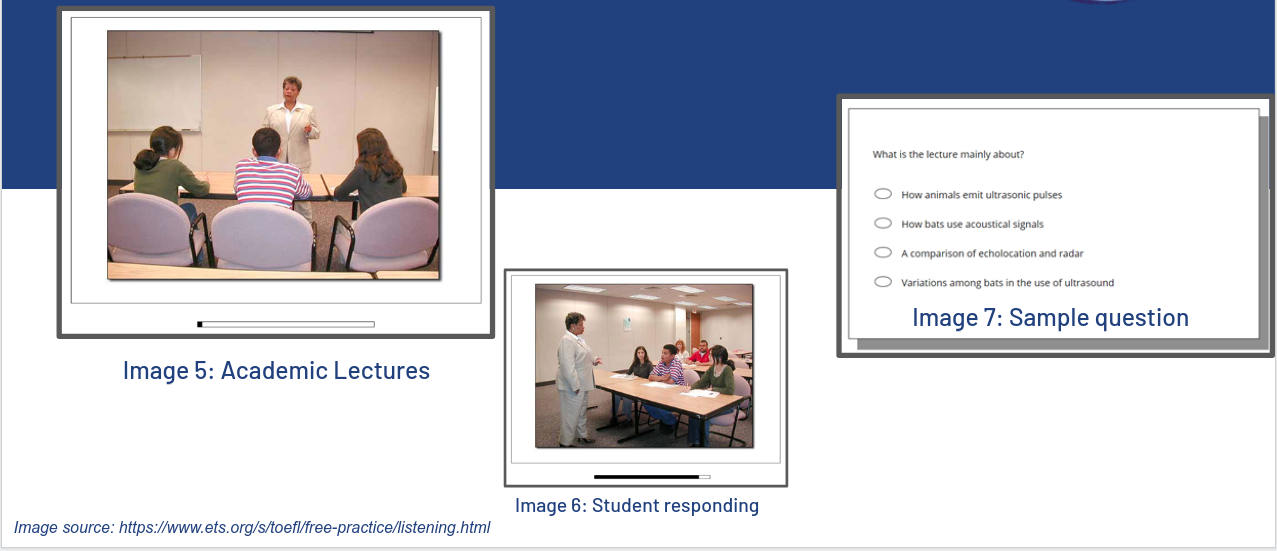 What is the lecture mainly about?
How animals emit ultrasonic pulses
How bats use acoustical signals
A comparison of echolocation and radar
Variations among bats in the use of ultrasound
Image 7: Sample question
Image 5: Academic Lectures
Image 6: Student responding
Image source: https://www.ets.org/s/toefl/free-practice/listening.html